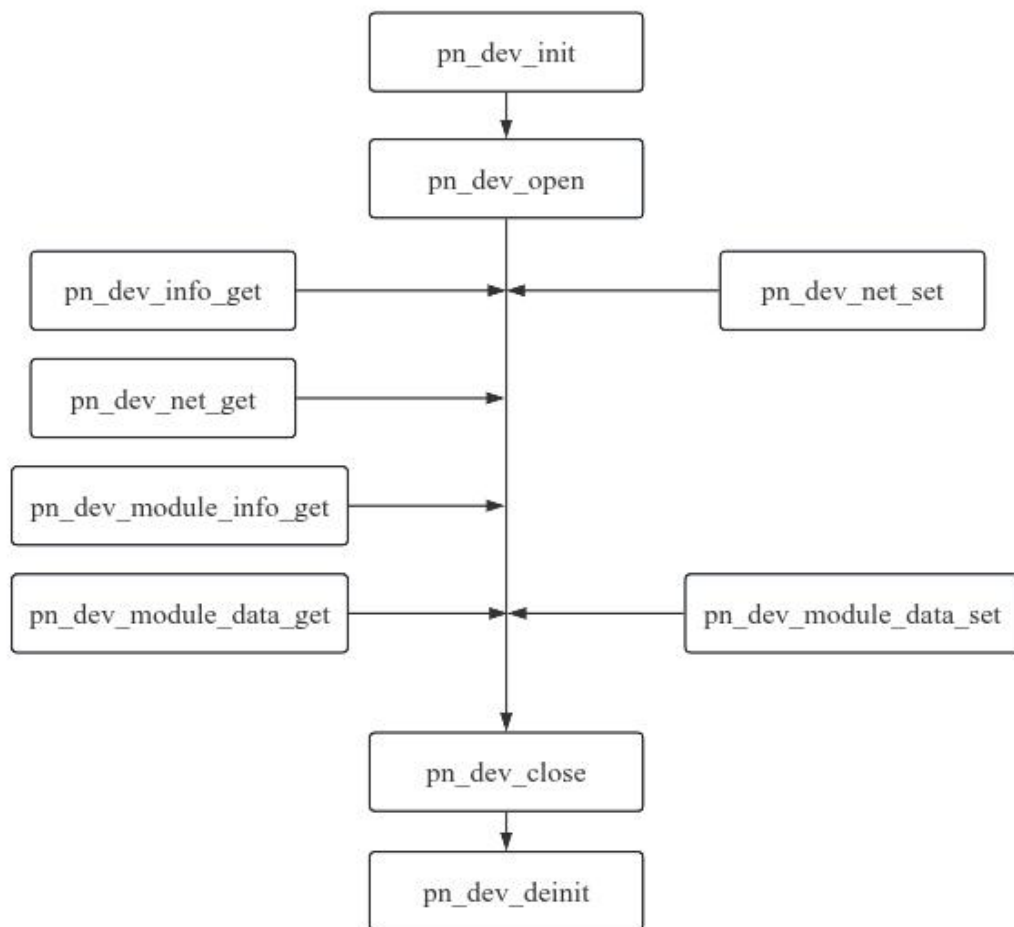 pn_dev_init
pn_dev_open
pn_dev_info_get
pn_dev_net_set
pn_dev_net_get
pn_dev_module_info_get
pn_dev_module_data_get
pn_dev_module_data_set
pn_dev_close
pn_dev_deinit